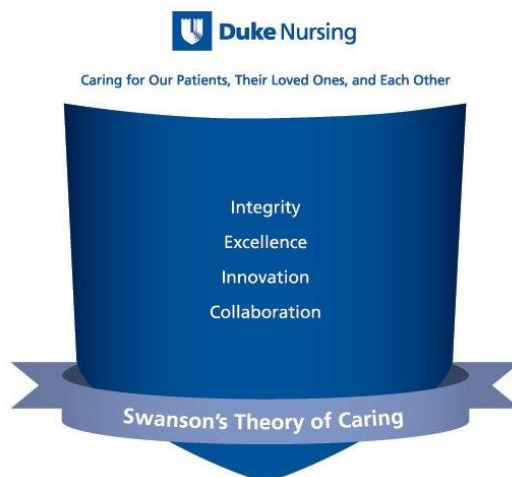 Duke Nursing
Caring for Our Patients, Their Loved Ones, and Each Other
Integrity
Excellence
Innovation
Collaboration
Swanson's Theory of Caring